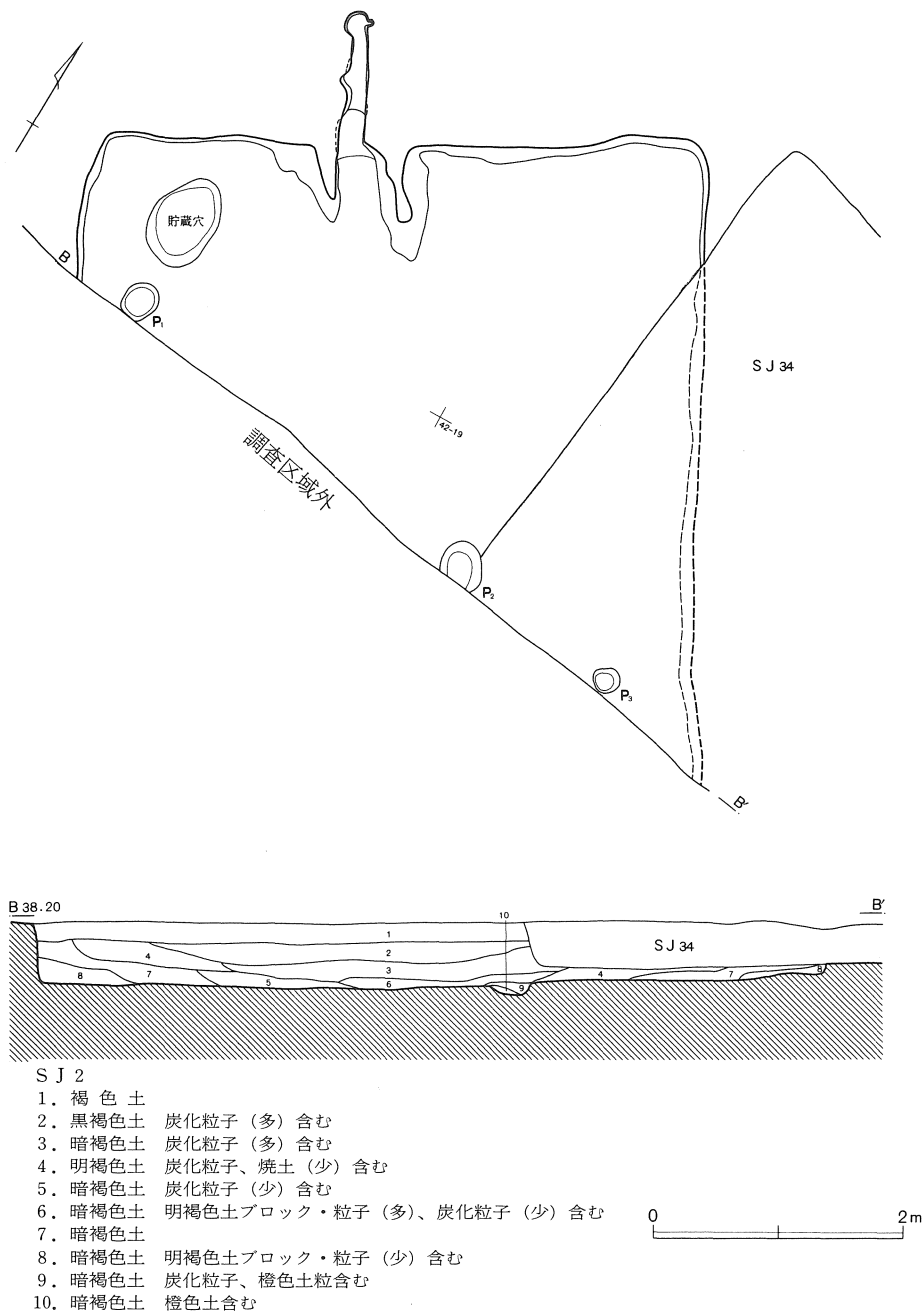 貯蔵穴
B
P₁
SJ34
42-19
調査区域外
P₂
P₃
B′
B 38.20
B′
10
1
SJ34
2
4
3
8
7
5
6
9
4
7
8
SJ2
1. 褐色土
2. 黒褐色土 炭化粒子（多）含む
3. 暗褐色土 炭化粒子（多）含む
4. 明褐色土 炭化粒子、焼土（少）含む
5. 暗褐色土 炭化粒子（少）含む
6. 暗褐色土 明褐色土ブロック・粒子（多）、炭化粒子（少）含む
7. 暗褐色土
8. 暗褐色土 明褐色土ブロック・粒子（少）含む
9. 暗褐色土 炭化粒子、橙色土粒含む
10. 暗褐色土 橙色土含む
0 2m